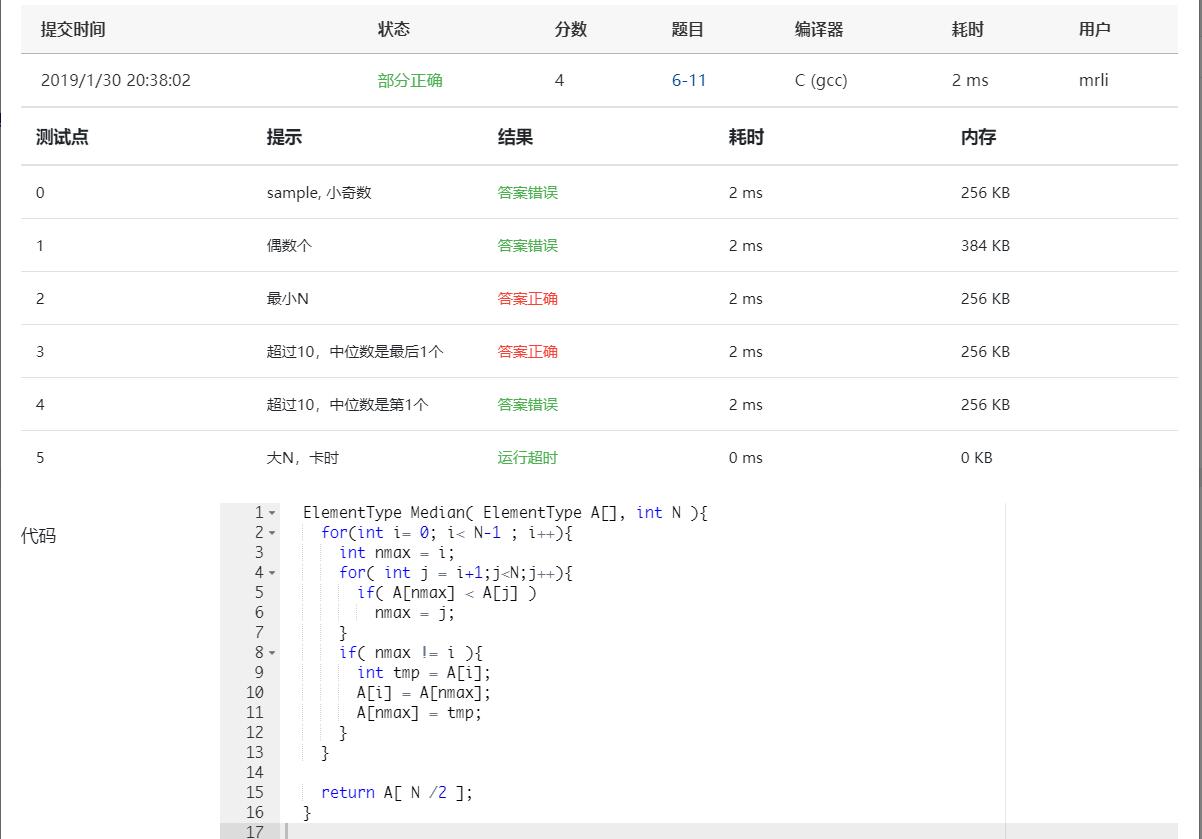 提交时间 状态 分数 题目 编译器 耗时 用户
2019/1/30 20:38:02 部分正确 4 6-11 C (gcc) 2 ms mrli
测试点 提示 结果 耗时 内存
0 sample, 小奇数 答案错误 2 ms 256 KB
1 偶数个 答案错误 2 ms 384 KB
2 最小N 答案正确 2 ms 256 KB
3 超过10，中位数是最后1个 答案正确 2 ms 256 KB
4 超过10，中位数是第1个 答案错误 2 ms 256 KB
5 大N，卡时 运行超时 0 ms 0 KB
代码
1 ElementType Median( ElementType A[], int N ){
2 for(int i= 0; i< N-1 ; i++){
3 int nmax = i;
4 for( int j = i+1;j<N;j++){
5 if( A[nmax] < A[j] )
6 nmax = j;
7 }
8 if( nmax != i ){
9 int tmp = A[i];
10 A[i] = A[nmax];
11 A[nmax] = tmp;
12 }
13 }
14
15 return A[ N /2 ];
16 }
17